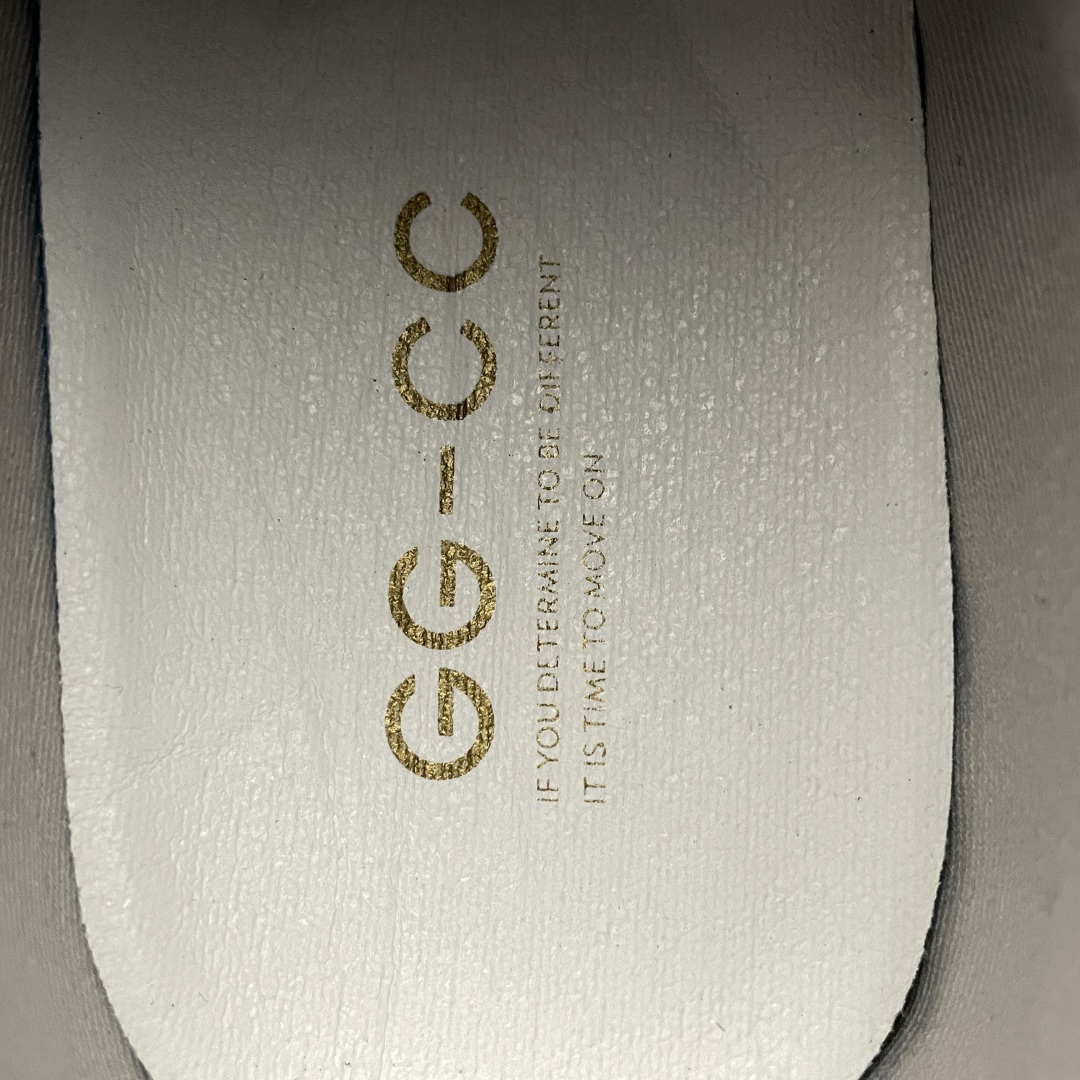 GG-CC
IF YOU DETERMINE TO BE DIFFERENT
IT IS TIME TO MOVE ON